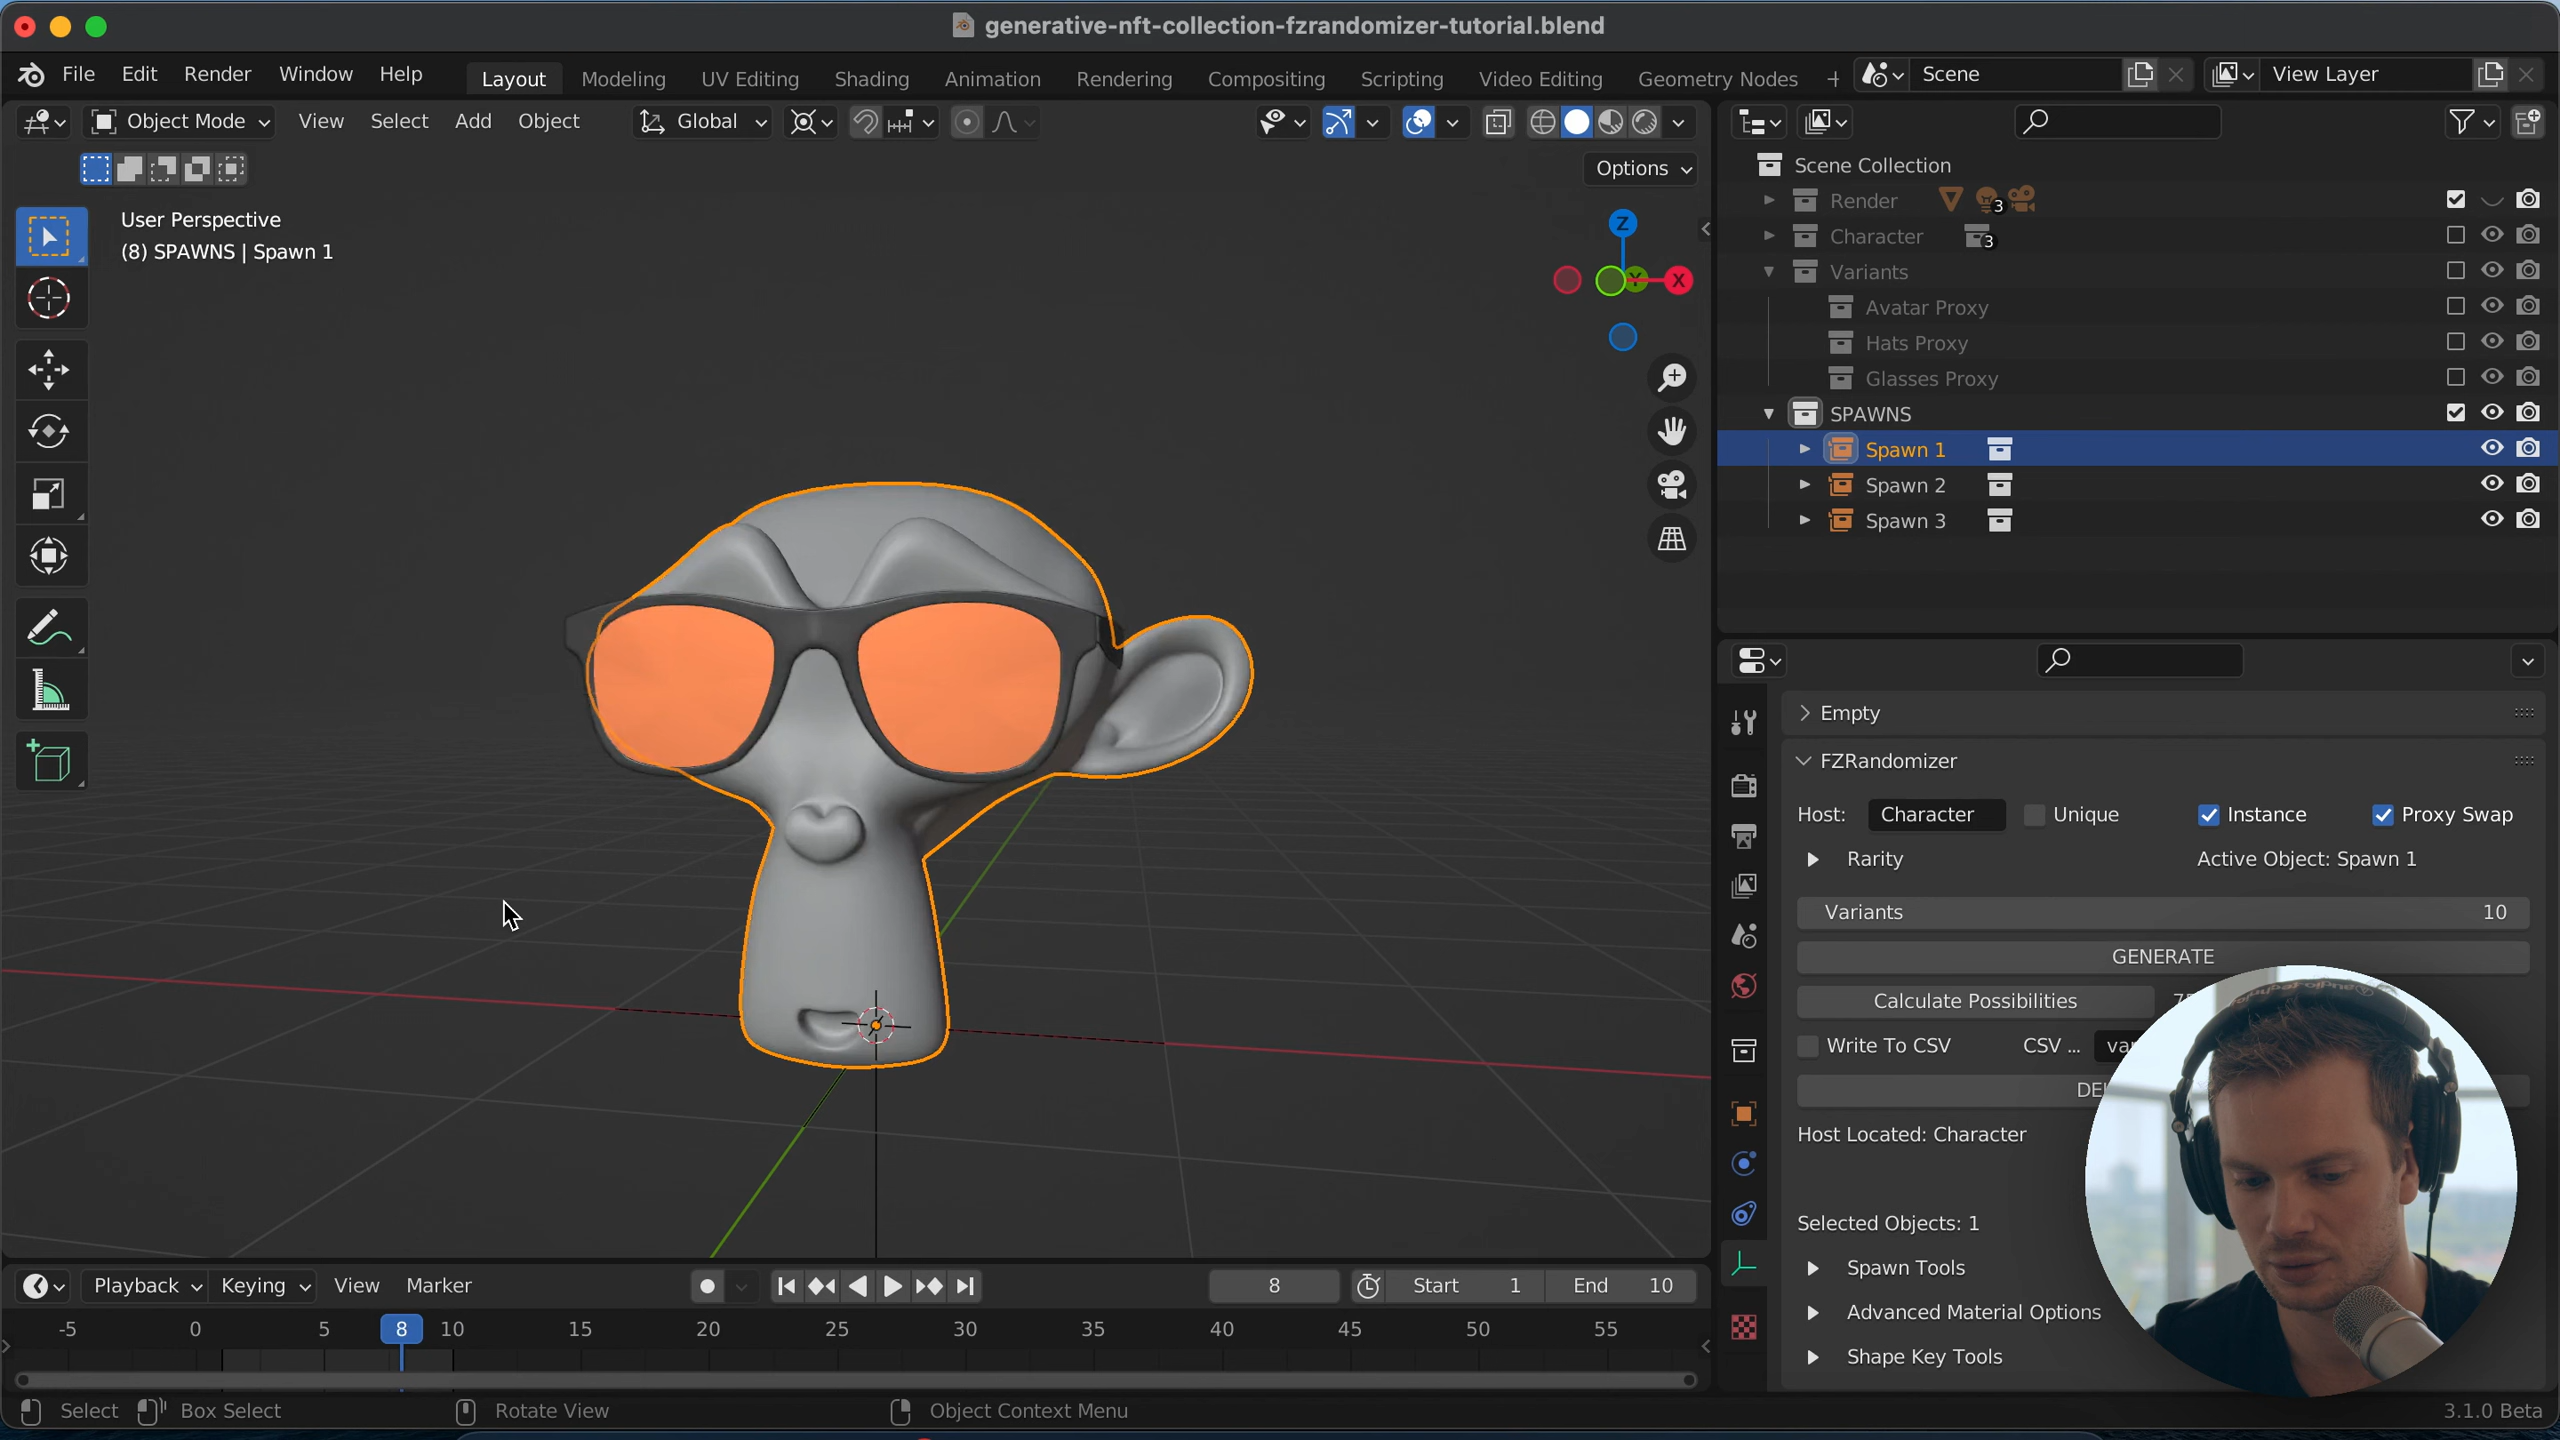 generative-nft-collection-fzrandomizer-tutorial.blend
File Edit Render Window Help
Layout Modeling UV Editing Shading Animation Rendering Compositing Scripting Video Editing Geometry Nodes +
Scene
View Layer
Object Mode View Select Add Object
Global
Options
User Perspective
(8) SPAWNS | Spawn 1
Z
Y
X
Scene Collection
Render 3
Character 3
Variants
Avatar Proxy
Hats Proxy
Glasses Proxy
SPAWNS
Spawn 1
Spawn 2
Spawn 3
Empty
FZRandomizer
Host: Character Unique Instance Proxy Swap
Rarity Active Object: Spawn 1
Variants 10
GENERATE
Calculate Possibilities
Write To CSV CSV ...
Host Located: Character
Selected Objects: 1
Spawn Tools
Advanced Material Options
Shape Key Tools
Playback Keying View Marker
8 Start 1 End 10
-5 0 5 8 10 15 20 25 30 35 40 45 50 55
Select Box Select Rotate View Object Context Menu
3.1.0 Beta